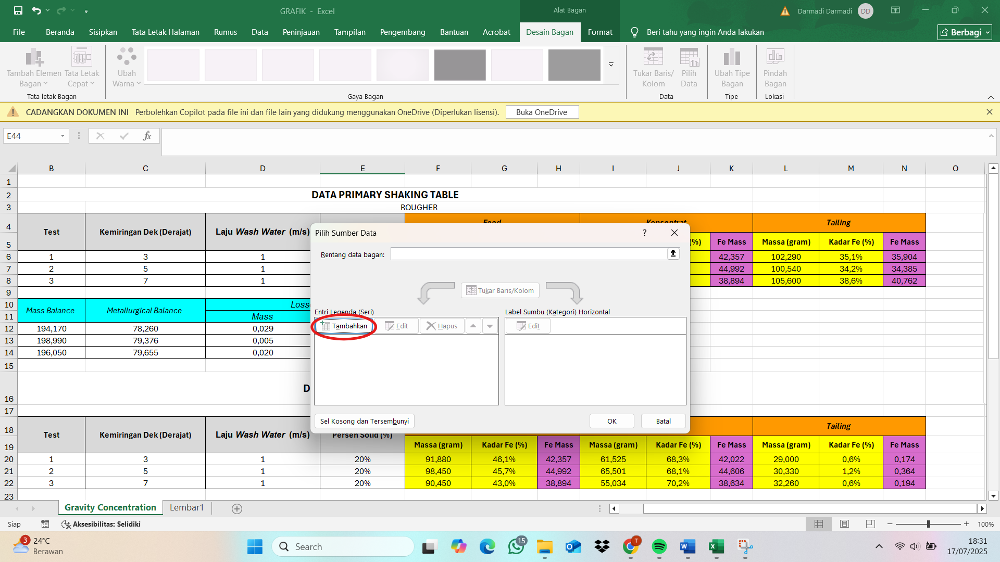 GRAFIK - Excel
Alat Bagan
Darmadi Darmadi
DD
File Beranda Sisipkan Tata Letak Halaman Rumus Data Peninjauan Tampilan Pengembang Bantuan Acrobat Desain Bagan Format Beri tahu yang ingin Anda lakukan Berbagi
Tambah Elemen Bagan
Tata Letak Cepat
Ubah Warna
Tukar Baris/ Kolom
Pilih Data
Ubah Tipe Bagan
Pindah Bagan
Tata letak Bagan Gaya Bagan Data Tipe Lokasi
CADANGKAN DOKUMEN INI Perbolehkan Copilot pada file ini dan file lain yang didukung menggunakan OneDrive (Diperlukan lisensi). Buka OneDrive
E44 fx
B C D E F G H I J K L M N O
1
2 DATA PRIMARY SHAKING TABLE
3 ROUGHER
4 Test Kemiringan Dek (Derajat) Laju Wash Water (m/s) Feed Konsentrat Tailing
5 (%) Fe Mass Massa (gram) Kadar Fe (%) Fe Mass
6 1 3 1 42,357 102,290 35,1% 35,904
7 2 5 1 44,992 100,540 34,2% 34,385
8 3 7 1 38,894 105,600 38,6% 40,762
9
10 Mass Balance Metallurgical Balance Loss
11 Mass
12 194,170 78,260 0,029
13 198,990 79,376 0,005
14 196,050 79,655 0,020
15
16 D
17
18 Test Kemiringan Dek (Derajat) Laju Wash Water (m/s) Persen Solid (%) Tailing
19 Massa (gram) Kadar Fe (%) Fe Mass Massa (gram) Kadar Fe (%) Fe Mass Massa (gram) Kadar Fe (%) Fe Mass
20 1 3 1 20% 91,880 46,1% 42,357 61,525 68,3% 42,022 29,000 0,6% 0,174
21 2 5 1 20% 98,450 45,7% 44,992 65,501 68,1% 44,606 30,330 1,2% 0,364
22 3 7 1 20% 90,450 43,0% 38,894 55,034 70,2% 38,634 32,260 0,6% 0,194
23
Pilih Sumber Data ?
Rentang data bagan:
Tukar Baris/Kolom
Entri Legenda (Seri) Label Sumbu (Kategori) Horizontal
Tambahkan Edit Hapus Edit
Sel Kosong dan Tersembunyi OK Batal
Gravity Concentration Lembar1
Siap Aksesibilitas: Selidiki 100%
3
24°C
Berawan
Search
15
T
18:31
17/07/2025